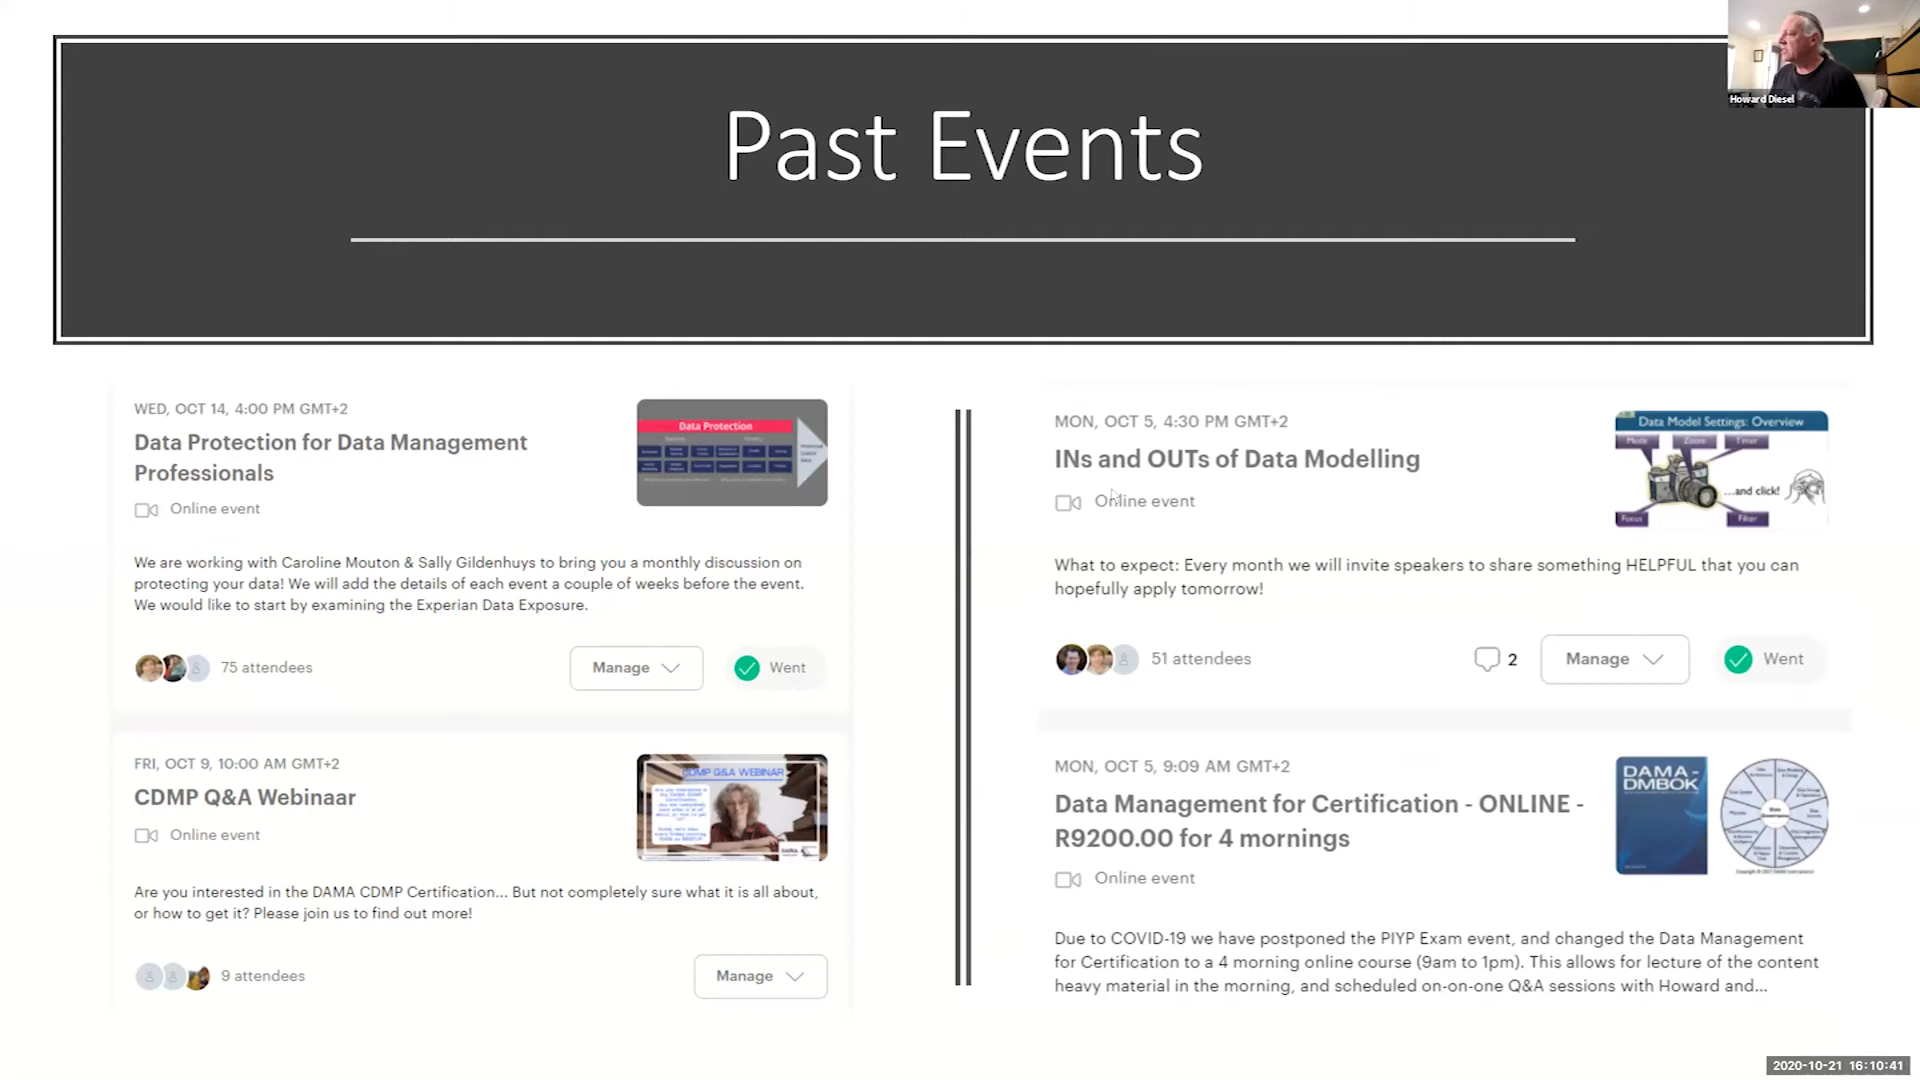 Howard Diesel
Past Events
WED, OCT 14, 4:00 PM GMT+2
Data Protection for Data Management
Professionals
Online event
Data Protection
We are working with Caroline Mouton & Sally Gildenhuys to bring you a monthly discussion on
protecting your data! We will add the details of each event a couple of weeks before the event.
We would like to start by examining the Experian Data Exposure.
75 attendees
Manage
Went
FRI, OCT 9, 10:00 AM GMT+2
CDMP Q&A Webinaar
Online event
CDMP Q&A WEBINAR
DAMA
Are you interested in the DAMA CDMP Certification... But not completely sure what it is all about,
or how to get it? Please join us to find out more!
9 attendees
Manage
MON, OCT 5, 4:30 PM GMT+2
INs and OUTs of Data Modelling
Online event
Data Model Settings: Overview
Mode
Zoom
Timer
...and click!
Focus
Filter
What to expect: Every month we will invite speakers to share something HELPFUL that you can
hopefully apply tomorrow!
51 attendees
2
Manage
Went
MON, OCT 5, 9:09 AM GMT+2
Data Management for Certification - ONLINE -
R9200.00 for 4 mornings
Online event
DAMA-
DMBOK
Due to COVID-19 we have postponed the PIYP Exam event, and changed the Data Management
for Certification to a 4 morning online course (9am to 1pm). This allows for lecture of the content
heavy material in the morning, and scheduled on-on-one Q&A sessions with Howard and...
2020-10-21 16:10:41